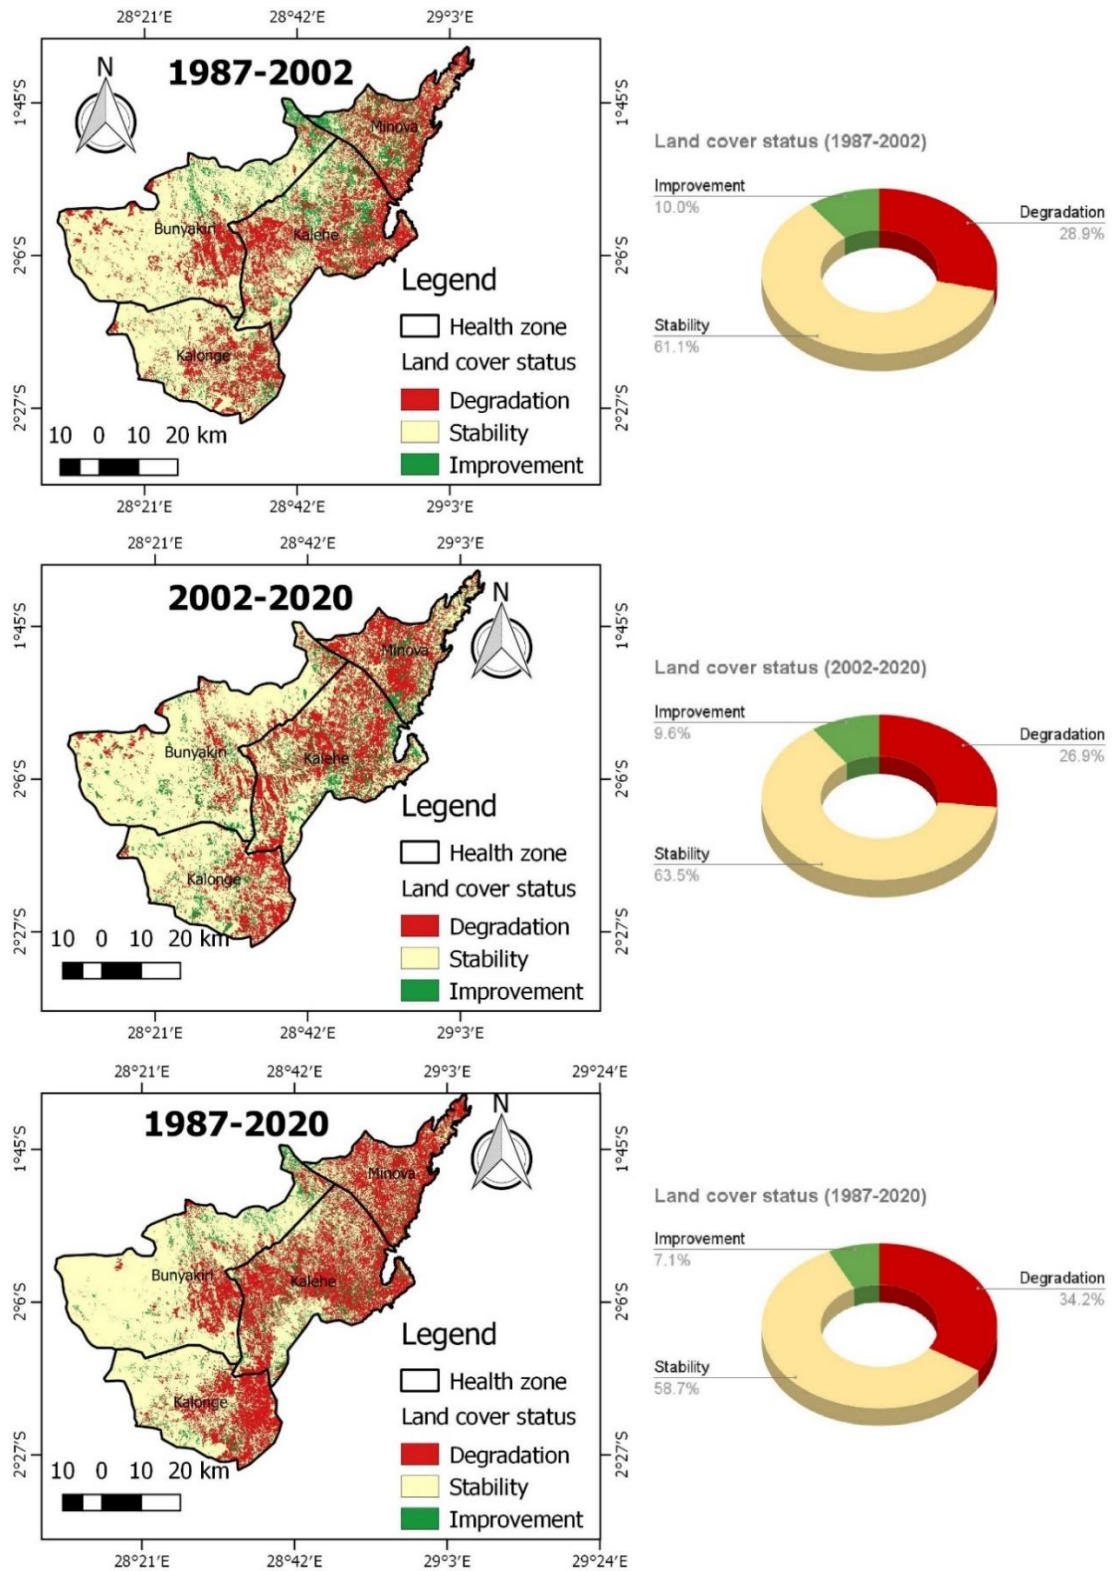 28°21'E 28°42'E 29°3'E
N
1987-2002
1°45'S 1°45'S
Minova
Bunyakiri
Kalehe
2°6'S 2°6'S
Kalonge
2°27'S 2°27'S
Legend
Health zone
Land cover status
Degradation
Stability
Improvement
10 0 10 20 km
28°21'E 28°42'E 29°3'E
Land cover status (1987-2002)
Improvement
10.0%
Degradation
28.9%
Stability
61.1%
28°21'E 28°42'E 29°3'E
2002-2020
N
1°45'S 1°45'S
Minova
Bunyakiri
Kalehe
2°6'S 2°6'S
Kalonge
2°27'S 2°27'S
Legend
Health zone
Land cover status
Degradation
Stability
Improvement
10 0 10 20 km
28°21'E 28°42'E 29°3'E
Land cover status (2002-2020)
Improvement
9.6%
Degradation
26.9%
Stability
63.5%
28°21'E 28°42'E 29°3'E 29°24'E
1987-2020
N
1°45'S 1°45'S
Minova
Bunyakiri
Kalehe
2°6'S 2°6'S
Kalonge
2°27'S 2°27'S
Legend
Health zone
Land cover status
Degradation
Stability
Improvement
10 0 10 20 km
28°21'E 28°42'E 29°3'E 29°24'E
Land cover status (1987-2020)
Improvement
7.1%
Degradation
34.2%
Stability
58.7%